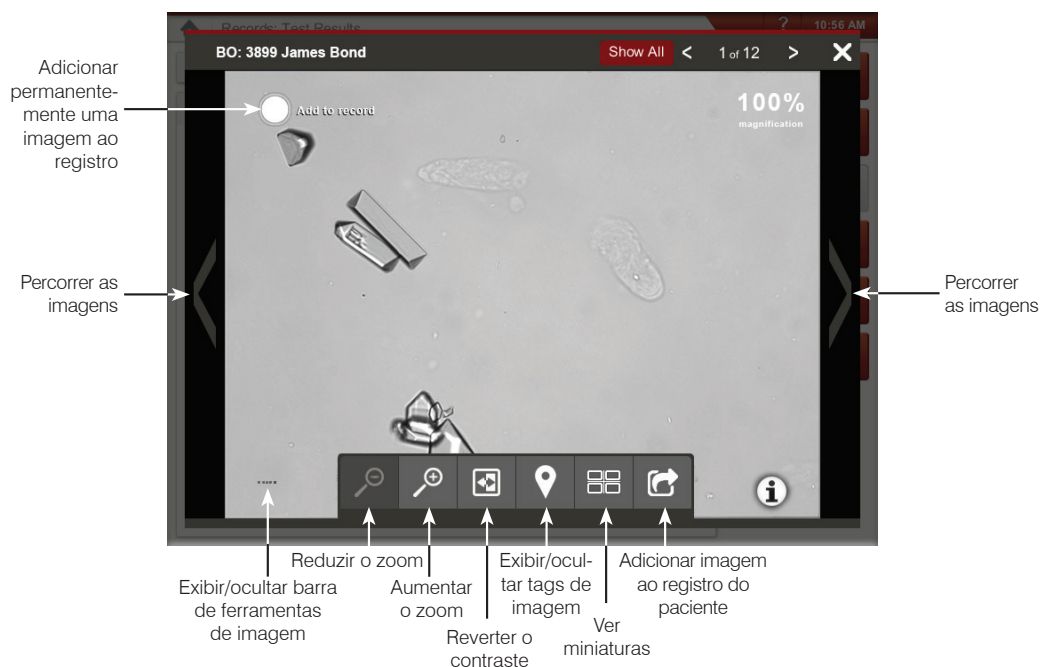 Records: Test Results
?
10:56 AM
BO: 3899 James Bond
Show All
<
1 of 12
>
X
Adicionar
permanente-
mente uma
imagem ao
registro
Add to record
100%
magnification
Percorrer as
imagens
Percorrer
as imagens
i
Reduzir o zoom
Exibir/ocul-
tar tags de
imagem
Adicionar imagem
ao registro do
paciente
Exibir/ocultar barra
de ferramentas
de imagem
Aumentar
o zoom
Reverter o
contraste
Ver
miniaturas